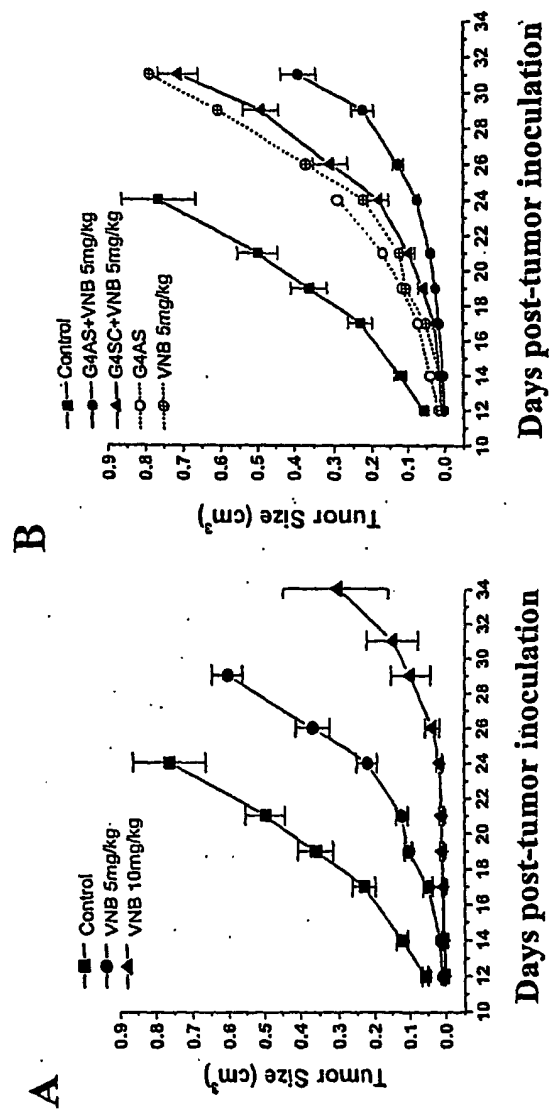 A
Control
VNB 5mg/kg
VNB 10mg/kg
Tumor Size (cm³)
0.9
0.8
0.7
0.6
0.5
0.4
0.3
0.2
0.1
0.0
10 12 14 16 18 20 22 24 26 28 30 32 34
Days post-tumor inoculation
B
Control
G4AS+VNB 5mg/kg
G4SC+VNB 5mg/kg
G4AS
VNB 5mg/kg
Tunor Size (cm³)
0.9
0.8
0.7
0.6
0.5
0.4
0.3
0.2
0.1
0.0
10 12 14 16 18 20 22 24 26 28 30 32 34
Days post-tumor inoculation